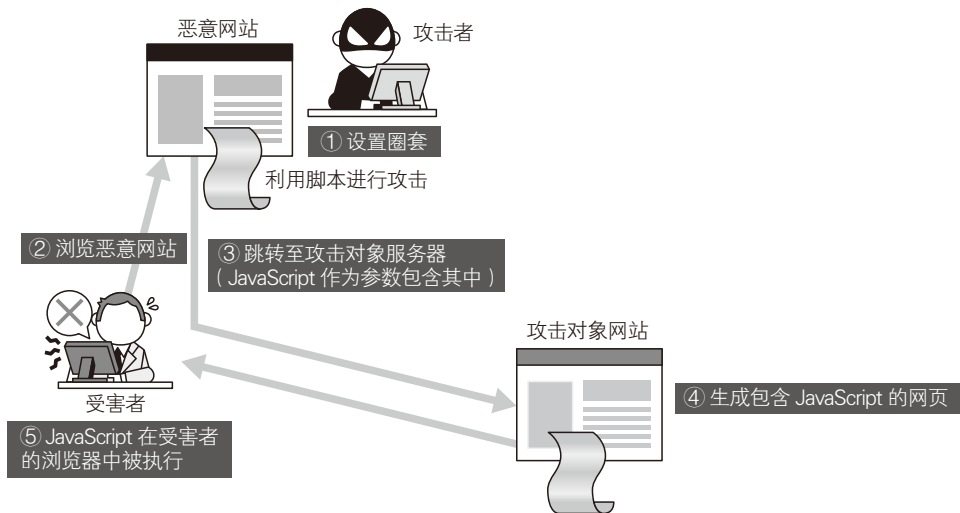 恶意网站
攻击者
① 设置圈套
利用脚本进行攻击
② 浏览恶意网站
③ 跳转至攻击对象服务器
（JavaScript 作为参数包含其中）
攻击对象网站
④ 生成包含 JavaScript 的网页
受害者
⑤ JavaScript 在受害者
的浏览器中被执行